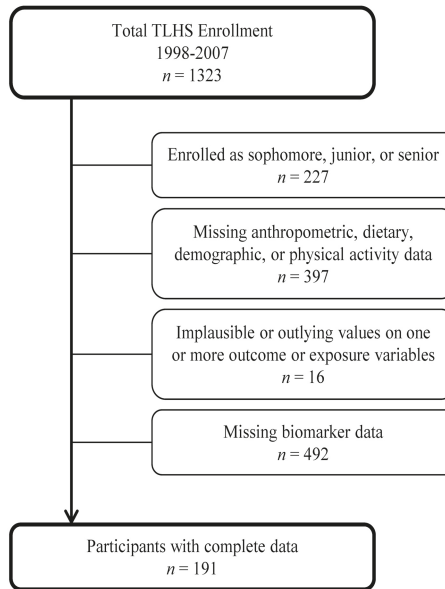 Total TLHS Enrollment
1998-2007
n = 1323
Enrolled as sophomore, junior, or senior
n = 227
Missing anthropometric, dietary,
demographic, or physical activity data
n = 397
Implausible or outlying values on one
or more outcome or exposure variables
n = 16
Missing biomarker data
n = 492
Participants with complete data
n = 191